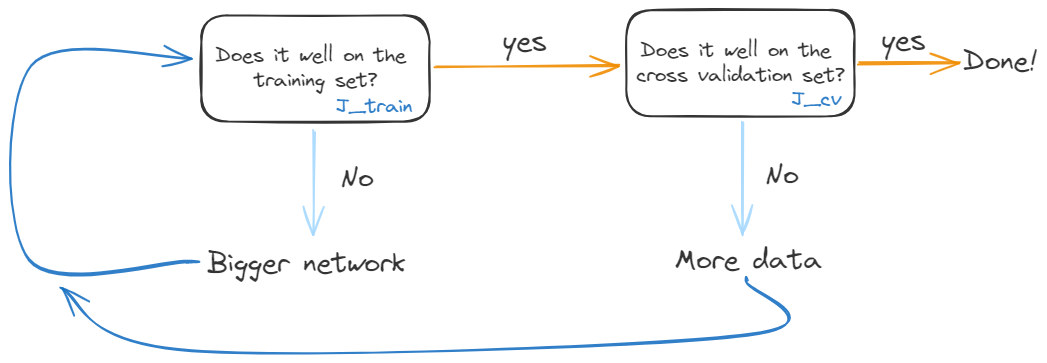 Does it well on the
training set?
J_train
yes
Does it well on the
cross validation set?
J_cv
yes
Done!
No
No
Bigger network
More data